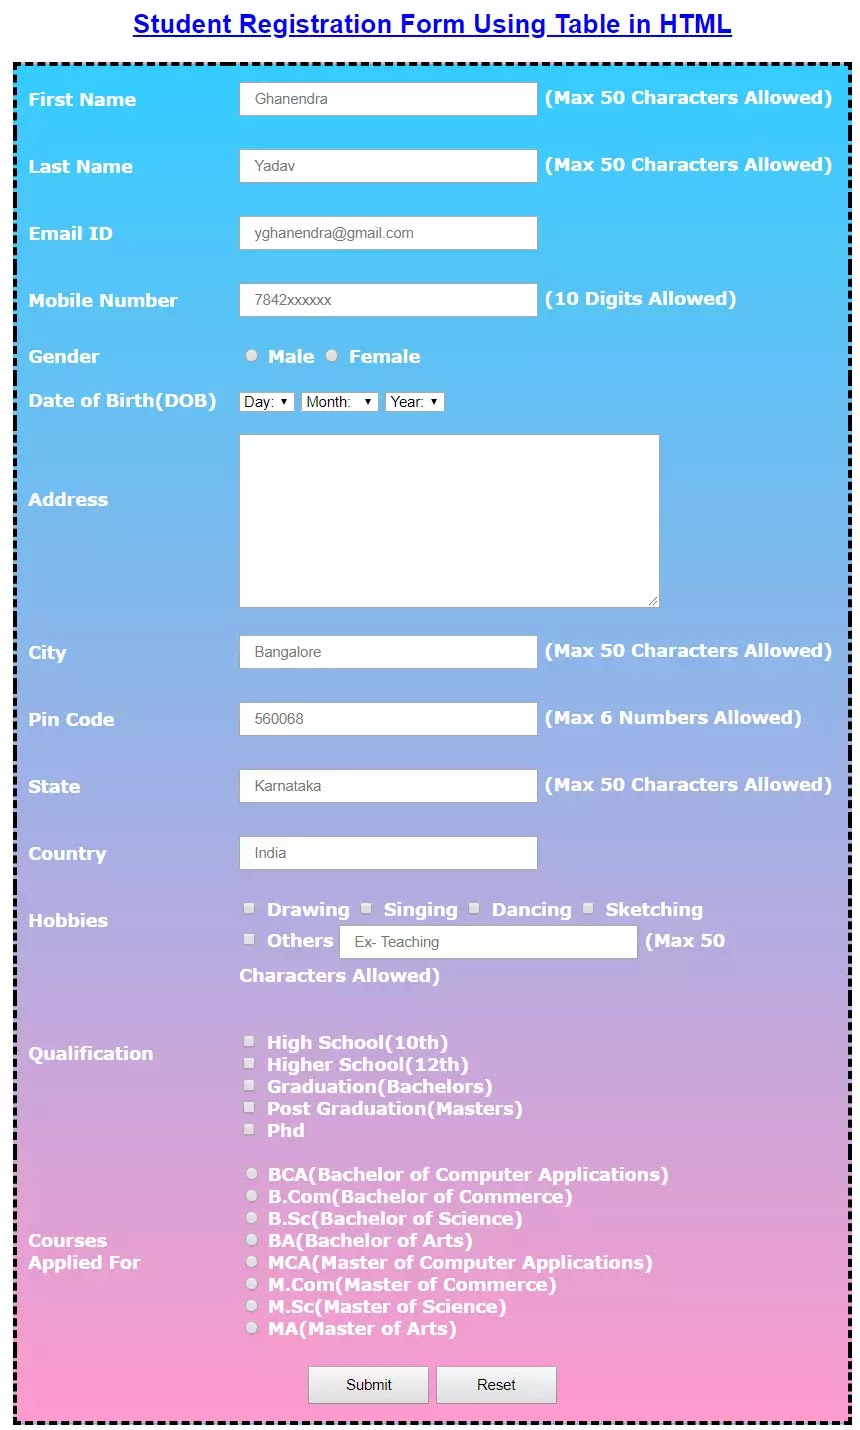 Student Registration Form Using Table in HTML
First Name Ghanendra (Max 50 Characters Allowed)
Last Name Yadav (Max 50 Characters Allowed)
Email ID yghanendra@gmail.com
Mobile Number 7842xxxxxx (10 Digits Allowed)
Gender Male Female
Date of Birth(DOB) Day: Month: Year:
Address
City Bangalore (Max 50 Characters Allowed)
Pin Code 560068 (Max 6 Numbers Allowed)
State Karnataka (Max 50 Characters Allowed)
Country India
Hobbies Drawing Singing Dancing Sketching
Others Ex- Teaching (Max 50
Characters Allowed)
Qualification High School(10th)
Higher School(12th)
Graduation(Bachelors)
Post Graduation(Masters)
Phd
Courses
Applied For
BCA(Bachelor of Computer Applications)
B.Com(Bachelor of Commerce)
B.Sc(Bachelor of Science)
BA(Bachelor of Arts)
MCA(Master of Computer Applications)
M.Com(Master of Commerce)
M.Sc(Master of Science)
MA(Master of Arts)
Submit Reset